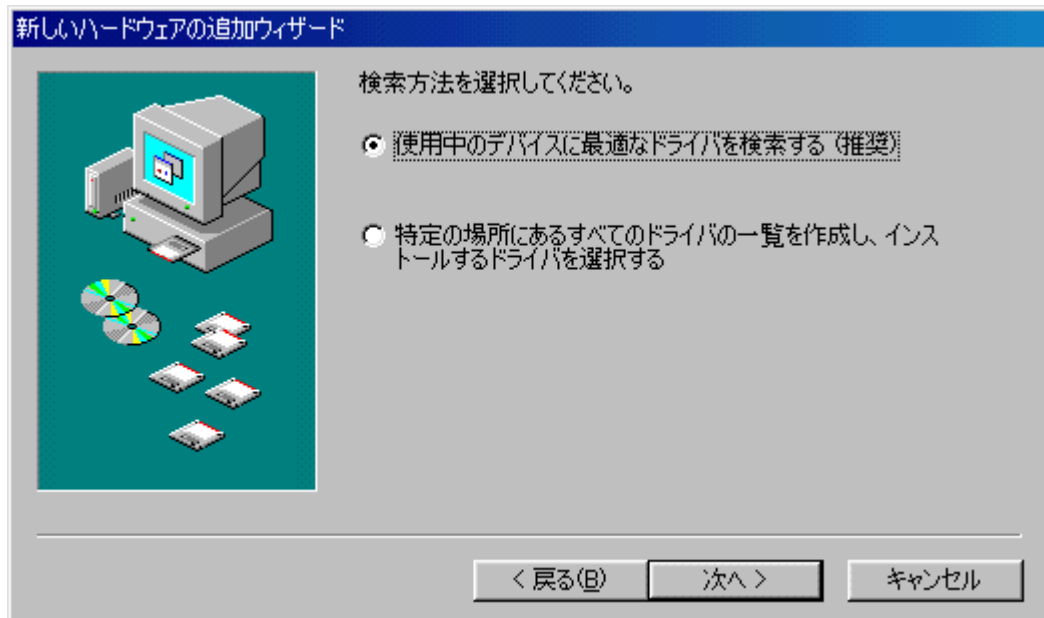 新しいハードウェアの追加ウィザード
検索方法を選択してください。
使用中のデバイスに最適なドライバを検索する (推奨)
特定の場所にあるすべてのドライバの一覧を作成し、インス
トールするドライバを選択する
< 戻る(B)
次へ >
キャンセル